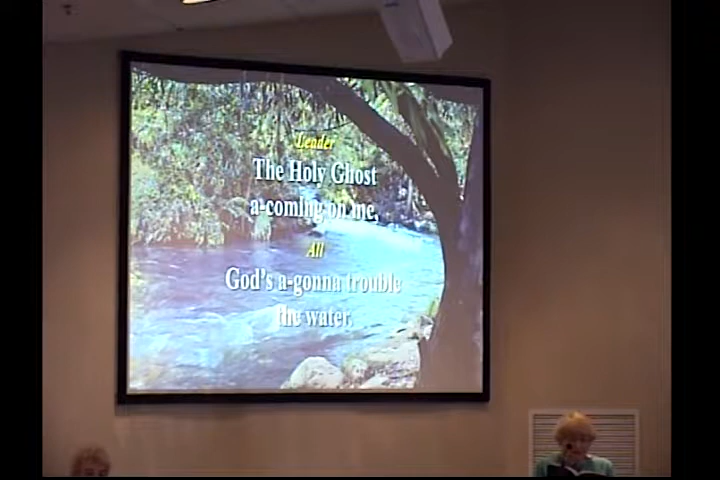 Leader
The Holy Ghost
a-coming on me,
All
God's a-gonna trouble
the water.